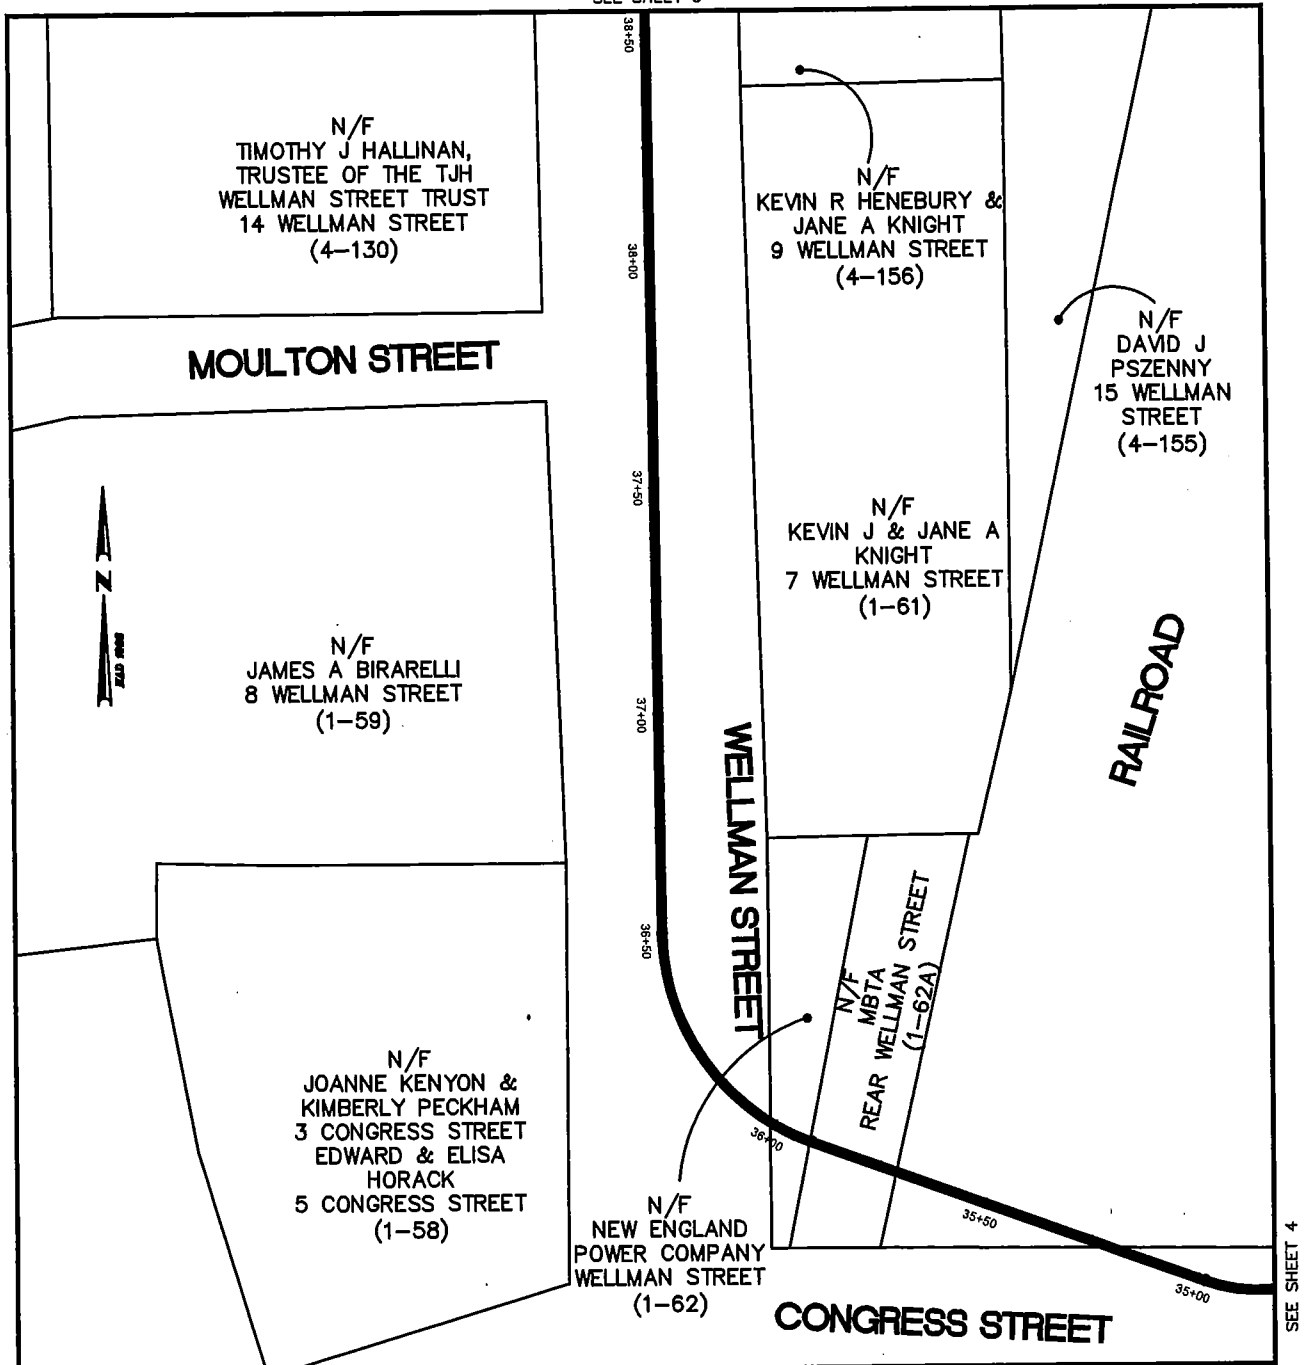 38+50
N/F
TIMOTHY J HALLINAN,
TRUSTEE OF THE TJH
WELLMAN STREET TRUST
14 WELLMAN STREET
(4-130)
N/F
KEVIN R HENEBURY &
JANE A KNIGHT
9 WELLMAN STREET
(4-156)
38+00
N/F
DAVID J
PSZENNY
15 WELLMAN
STREET
(4-155)
MOULTON STREET
37+50
N/F
KEVIN J & JANE A
KNIGHT
7 WELLMAN STREET
(1-61)
N
N/F
JAMES A BIRARELLI
8 WELLMAN STREET
(1-59)
37+00
RAILROAD
WELLMAN STREET
36+50
N/F
MBTA
REAR WELLMAN STREET
(1-62A)
N/F
JOANNE KENYON &
KIMBERLY PECKHAM
3 CONGRESS STREET
EDWARD & ELISA
HORACK
5 CONGRESS STREET
(1-58)
36+00
N/F
NEW ENGLAND
POWER COMPANY
WELLMAN STREET
(1-62)
35+50
35+00
CONGRESS STREET
SEE SHEET 4